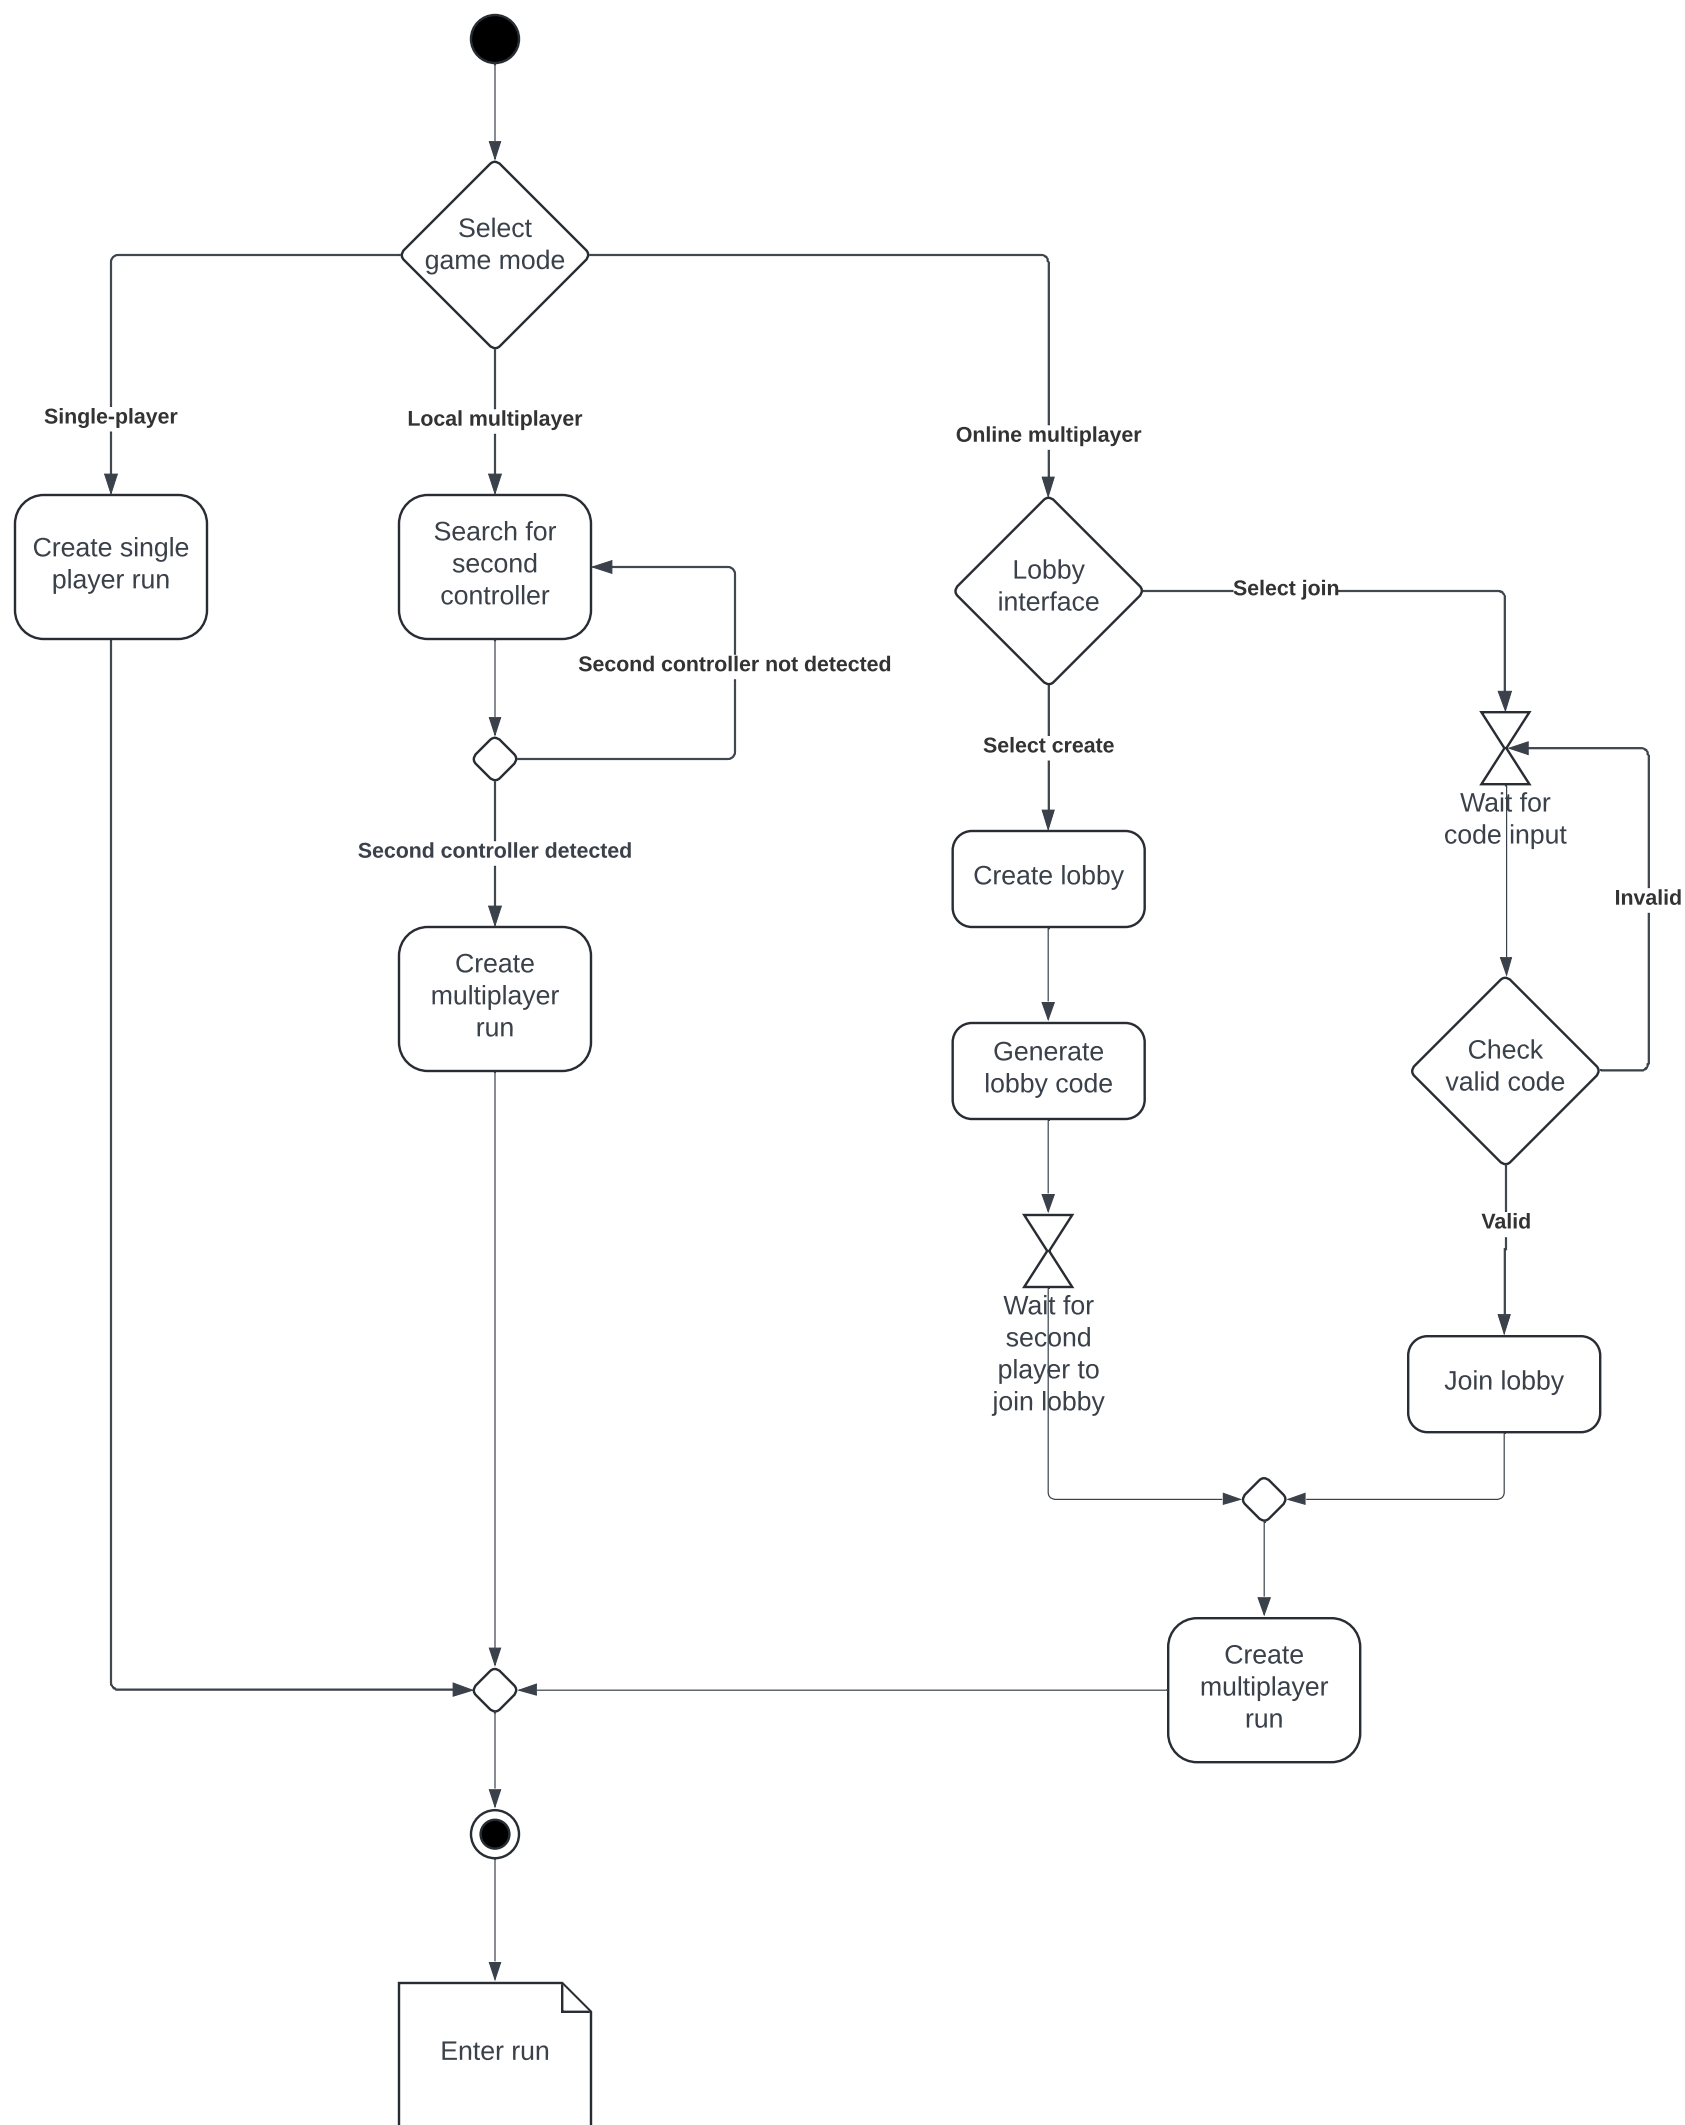 Select
game mode
Single-player
Local multiplayer
Online multiplayer
Create single
player run
Search for
second
controller
Lobby
interface
Select join
Second controller not detected
Select create
Wait for
code input
Second controller detected
Create lobby
Invalid
Create
multiplayer
run
Generate
lobby code
Check
valid code
Valid
Wait for
second
player to
join lobby
Join lobby
Create
multiplayer
run
Enter run